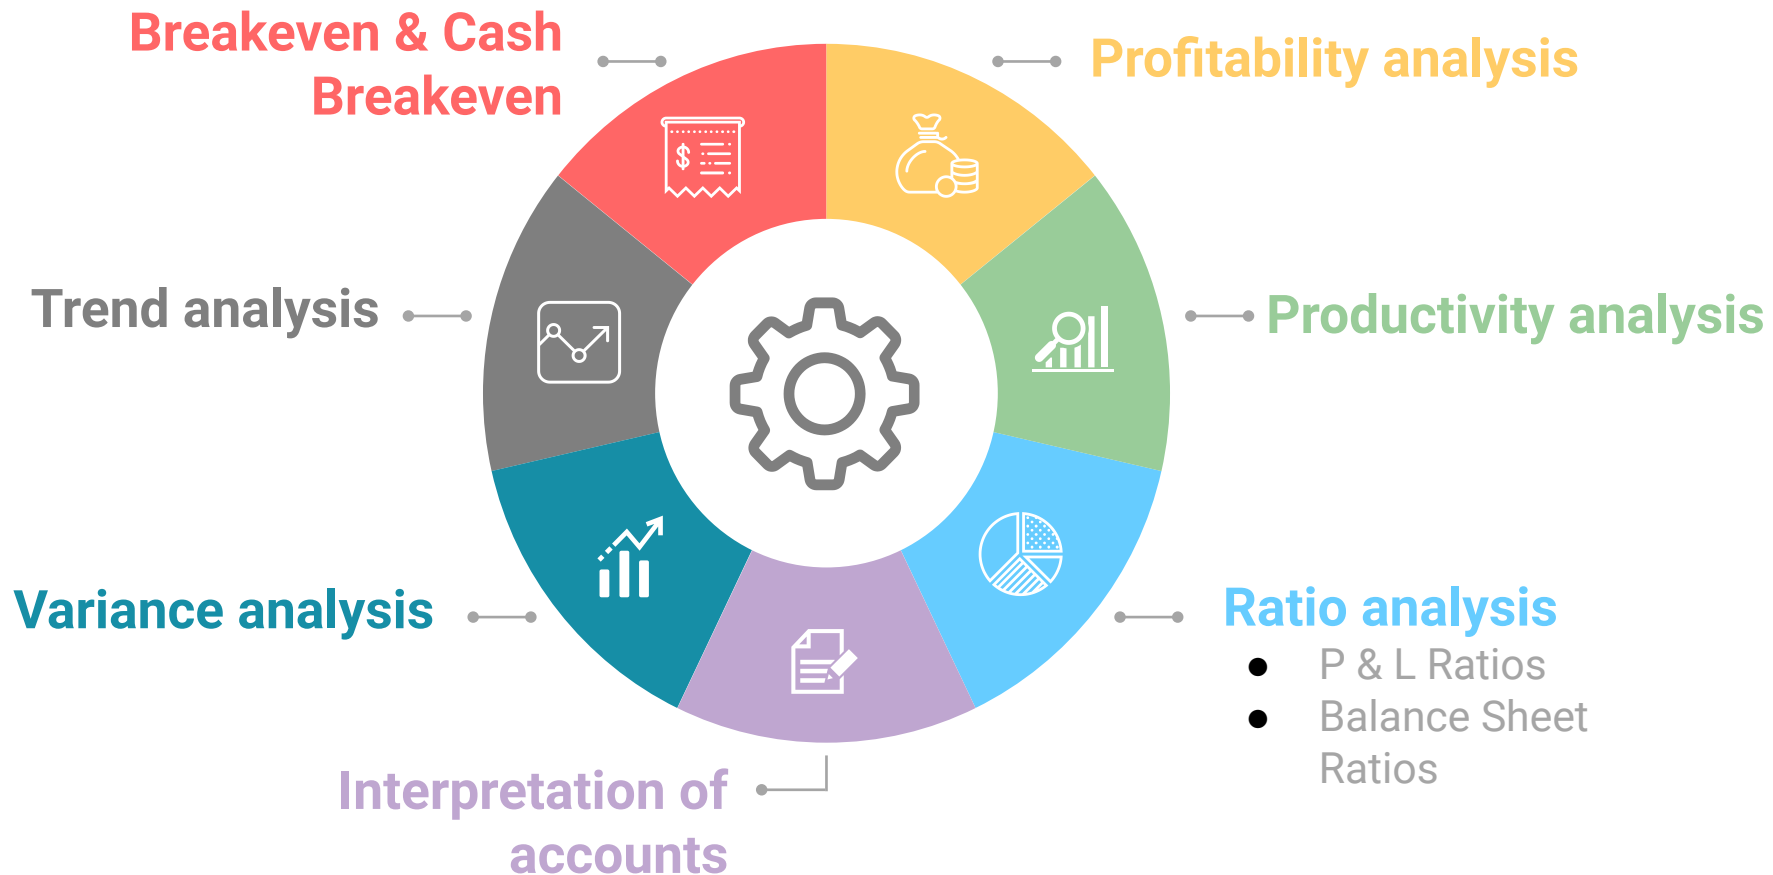 Breakeven & Cash
Breakeven
Profitability analysis
Trend analysis
Productivity analysis
Variance analysis
Ratio analysis
● P & L Ratios
● Balance Sheet
Ratios
Interpretation of
accounts
$